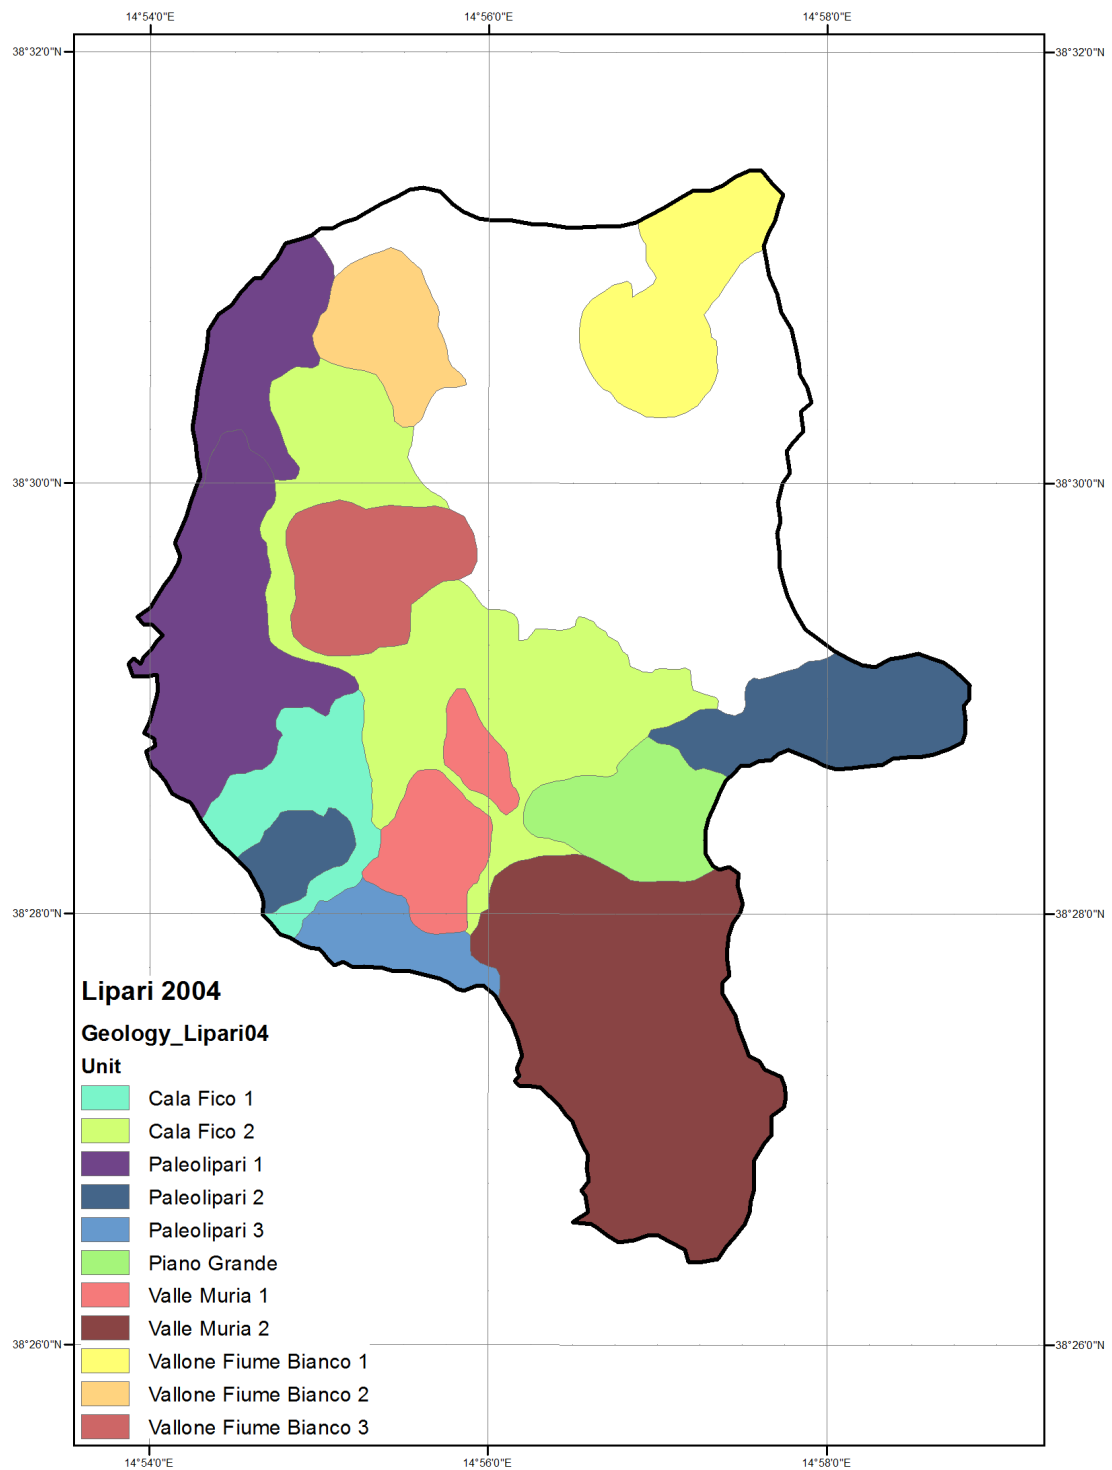 14°54'0"E 14°56'0"E 14°58'0"E
38°32'0"N 38°32'0"N
38°30'0"N 38°30'0"N
38°28'0"N 38°28'0"N
Lipari 2004
Geology_Lipari04
Unit
Cala Fico 1
Cala Fico 2
Paleolipari 1
Paleolipari 2
Paleolipari 3
Piano Grande
Valle Muria 1
Valle Muria 2
38°26'0"N 38°26'0"N
Vallone Fiume Bianco 1
Vallone Fiume Bianco 2
Vallone Fiume Bianco 3
14°54'0"E 14°56'0"E 14°58'0"E